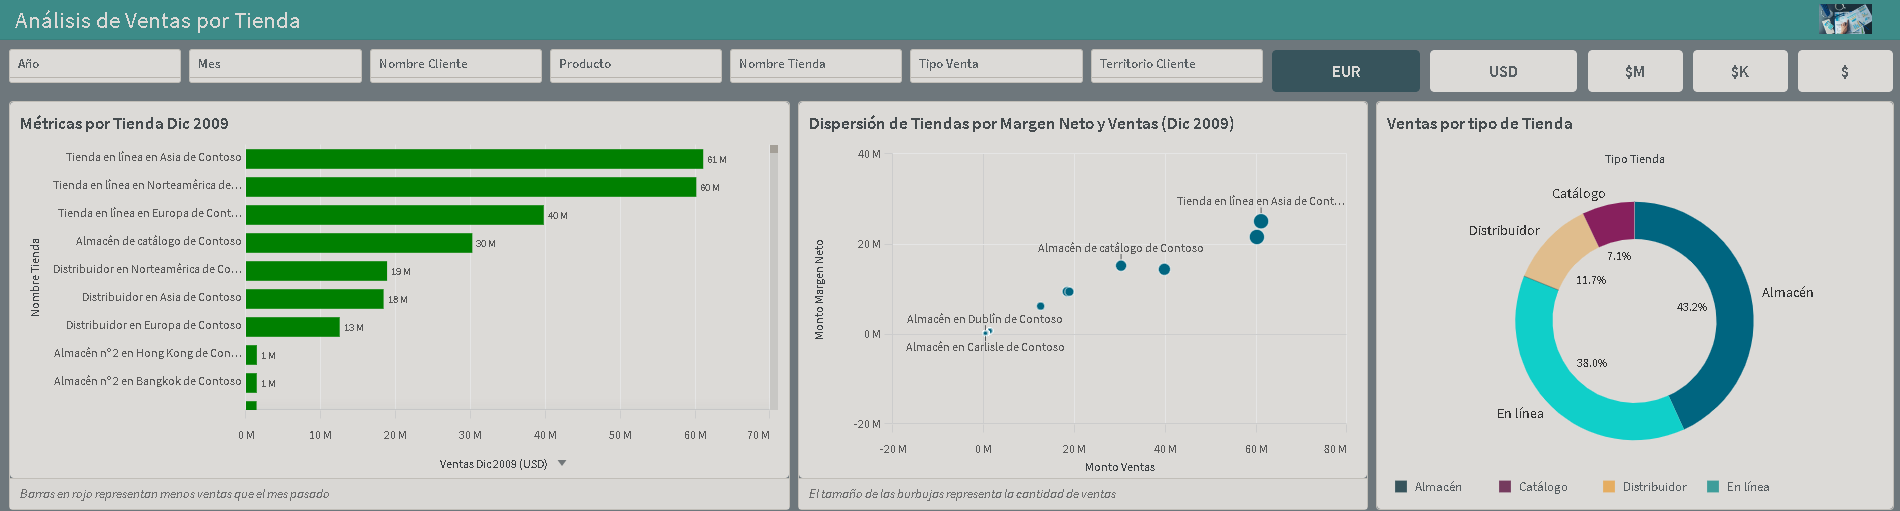 Análisis de Ventas por Tienda
Año
Mes
Nombre Cliente
Producto
Nombre Tienda
Tipo Venta
Territorio Cliente
EUR
USD
$M
$K
$
Métricas por Tienda Dic 2009
Nombre Tienda
Tienda en línea en Asia de Contoso
61 M
Tienda en línea en Norteamérica de...
60 M
Tienda en línea en Europa de Cont...
40 M
Almacén de catálogo de Contoso
30 M
Distribuidor en Norteamérica de Co...
19 M
Distribuidor en Asia de Contoso
18 M
Distribuidor en Europa de Contoso
13 M
Almacén nº 2 en Hong Kong de Con...
1 M
Almacén nº 2 en Bangkok de Contoso
1 M
0 M 10 M 20 M 30 M 40 M 50 M 60 M 70 M
Ventas Dic2009 (USD)
Barras en rojo representan menos ventas que el mes pasado
Dispersión de Tiendas por Margen Neto y Ventas (Dic 2009)
Monto Margen Neto
40 M
20 M
0 M
-20 M
Tienda en línea en Asia de Cont...
Almacén de catálogo de Contoso
Almacén en Dublín de Contoso
Almacén en Carlisle de Contoso
-20 M 0 M 20 M 40 M 60 M 80 M
Monto Ventas
El tamaño de las burbujas representa la cantidad de ventas
Ventas por tipo de Tienda
Tipo Tienda
Catálogo
7.1%
Distribuidor
11.7%
Almacén
43.2%
En línea
38.0%
Almacén Catálogo Distribuidor En línea